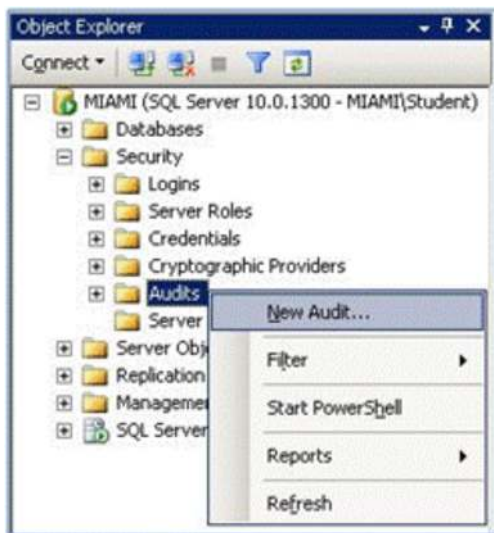 Object Explorer
Connect
MIAMI (SQL Server 10.0.1300 - MIAMI\Student)
Databases
Security
Logins
Server Roles
Credentials
Cryptographic Providers
Audits
Server
Server Obj
Replication
Managemen
SQL Server
New Audit...
Filter
Start PowerShell
Reports
Refresh